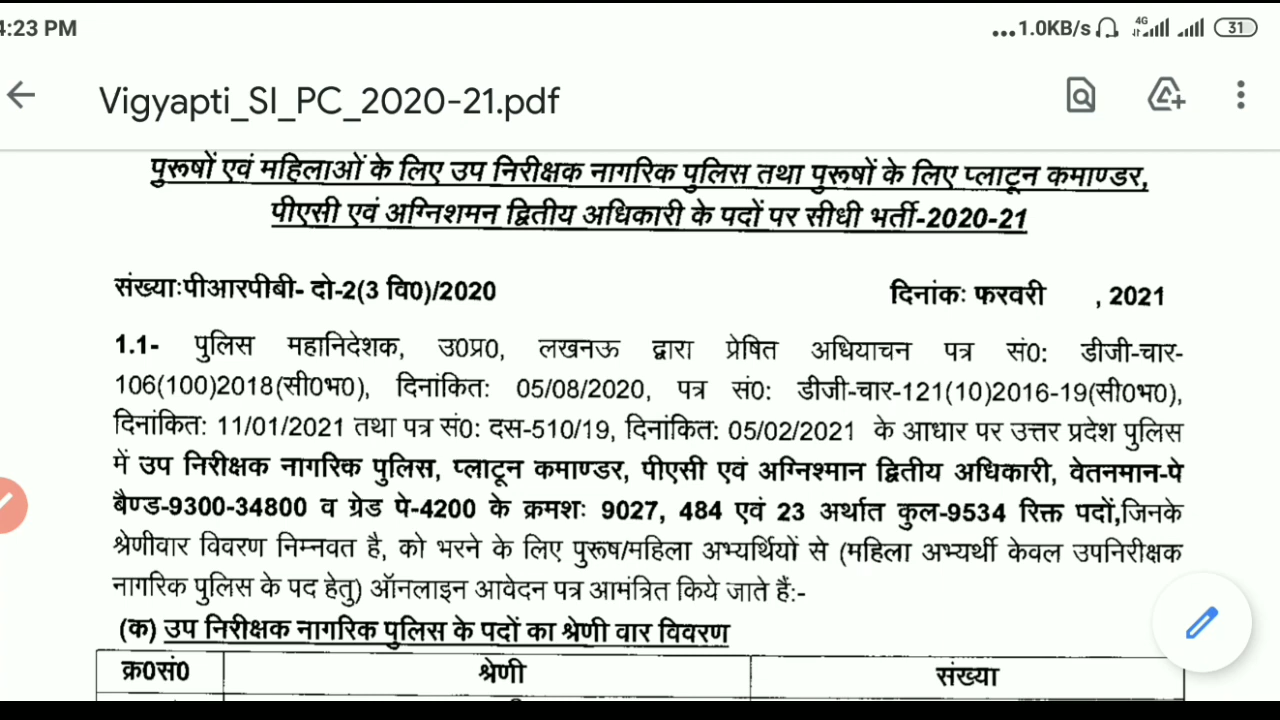 4:23 PM
...1.0KB/s 4G 31
Vigyapti_SI_PC_2020-21.pdf
पुरूषों एवं महिलाओं के लिए उप निरीक्षक नागरिक पुलिस तथा पुरूषों के लिए प्लाटून कमाण्डर,
पीएसी एवं अग्निशमन द्वितीय अधिकारी के पदों पर सीधी भर्ती-2020-21
संख्याःपीआरपीबी- दो-2(3 वि0)/2020 दिनांकः फरवरी , 2021
1.1- पुलिस महानिदेशक, उ0प्र0, लखनऊ द्वारा प्रेषित अधियाचन पत्र सं0: डीजी-चार-
106(100)2018(सी0भ0), दिनांकित: 05/08/2020, पत्र सं0: डीजी-चार-121(10)2016-19(सी0भ0),
दिनांकित: 11/01/2021 तथा पत्र सं0: दस-510/19, दिनांकित: 05/02/2021 के आधार पर उत्तर प्रदेश पुलिस
में उप निरीक्षक नागरिक पुलिस, प्लाटून कमाण्डर, पीएसी एवं अग्निश्मान द्वितीय अधिकारी, वेतनमान-पे
बैण्ड-9300-34800 व ग्रेड पे-4200 के क्रमशः 9027, 484 एवं 23 अर्थात कुल-9534 रिक्त पदों,जिनके
श्रेणीवार विवरण निम्नवत है, को भरने के लिए पुरूष/महिला अभ्यर्थियों से (महिला अभ्यर्थी केवल उपनिरीक्षक
नागरिक पुलिस के पद हेतु) ऑनलाइन आवेदन पत्र आमंत्रित किये जाते हैं:-
(क) उप निरीक्षक नागरिक पुलिस के पदों का श्रेणी वार विवरण
क्र0सं0 श्रेणी संख्या